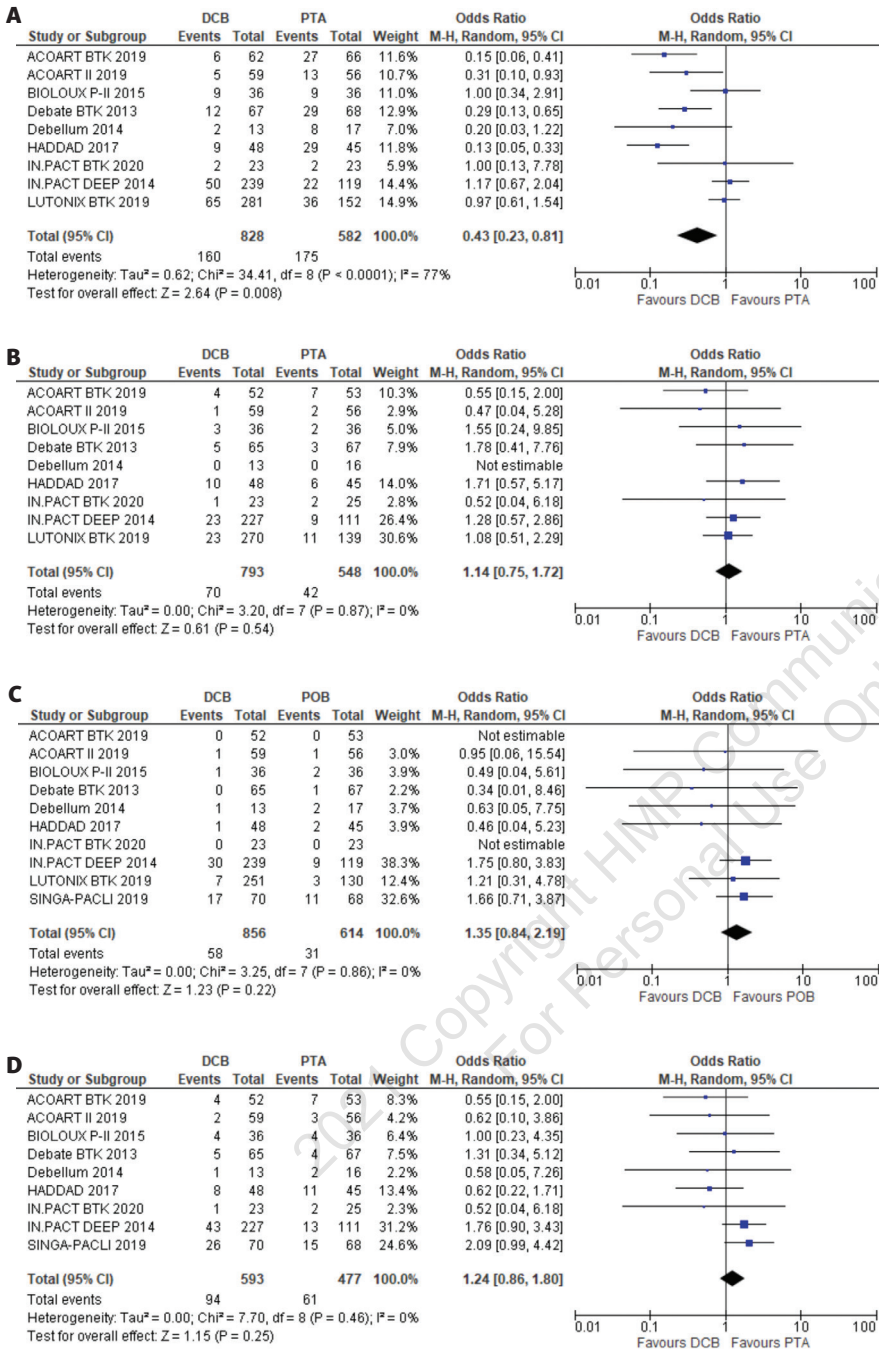 A
DCB PTA Odds Ratio Odds Ratio
Study or Subgroup Events Total Events Total Weight M-H, Random, 95% CI M-H, Random, 95% CI
ACOART BTK 2019 6 62 27 66 11.6% 0.15 [0.06, 0.41]
ACOART II 2019 5 59 13 56 10.7% 0.31 [0.10, 0.93]
BIOLOUX P-II 2015 9 36 9 36 11.0% 1.00 [0.34, 2.91]
Debate BTK 2013 12 67 29 68 12.9% 0.29 [0.13, 0.65]
Debellum 2014 2 13 8 17 7.0% 0.20 [0.03, 1.22]
HADDAD 2017 9 48 29 45 11.8% 0.13 [0.05, 0.33]
IN.PACT BTK 2020 2 23 2 23 5.9% 1.00 [0.13, 7.78]
IN.PACT DEEP 2014 50 239 22 119 14.4% 1.17 [0.67, 2.04]
LUTONIX BTK 2019 65 281 36 152 14.9% 0.97 [0.61, 1.54]
Total (95% CI) 828 582 100.0% 0.43 [0.23, 0.81]
Total events 160 175
Heterogeneity: Tau² = 0.62; Chi² = 34.41, df = 8 (P < 0.0001); I² = 77%
Test for overall effect: Z = 2.64 (P = 0.008)
0.01 0.1 1 10 100
Favours DCB Favours PTA
B
DCB PTA Odds Ratio Odds Ratio
Study or Subgroup Events Total Events Total Weight M-H, Random, 95% CI M-H, Random, 95% CI
ACOART BTK 2019 4 52 7 53 10.3% 0.55 [0.15, 2.00]
ACOART II 2019 1 59 2 56 2.9% 0.47 [0.04, 5.28]
BIOLOUX P-II 2015 3 36 2 36 5.0% 1.55 [0.24, 9.85]
Debate BTK 2013 5 65 3 67 7.9% 1.78 [0.41, 7.76]
Debellum 2014 0 13 0 16 Not estimable
HADDAD 2017 10 48 6 45 14.0% 1.71 [0.57, 5.17]
IN.PACT BTK 2020 1 23 2 25 2.8% 0.52 [0.04, 6.18]
IN.PACT DEEP 2014 23 227 9 111 26.4% 1.28 [0.57, 2.86]
LUTONIX BTK 2019 23 270 11 139 30.6% 1.08 [0.51, 2.29]
Total (95% CI) 793 548 100.0% 1.14 [0.75, 1.72]
Total events 70 42
Heterogeneity: Tau² = 0.00; Chi² = 3.20, df = 7 (P = 0.87); I² = 0%
Test for overall effect: Z = 0.61 (P = 0.54)
0.01 0.1 1 10 100
Favours DCB Favours PTA
C
DCB POB Odds Ratio Odds Ratio
Study or Subgroup Events Total Events Total Weight M-H, Random, 95% CI M-H, Random, 95% CI
ACOART BTK 2019 0 52 0 53 Not estimable
ACOART II 2019 1 59 1 56 3.0% 0.95 [0.06, 15.54]
BIOLOUX P-II 2015 1 36 2 36 3.9% 0.49 [0.04, 5.61]
Debate BTK 2013 0 65 1 67 2.2% 0.34 [0.01, 8.46]
Debellum 2014 1 13 2 17 3.7% 0.63 [0.05, 7.75]
HADDAD 2017 1 48 2 45 3.9% 0.46 [0.04, 5.23]
IN.PACT BTK 2020 0 23 0 23 Not estimable
IN.PACT DEEP 2014 30 239 9 119 38.3% 1.75 [0.80, 3.83]
LUTONIX BTK 2019 7 251 3 130 12.4% 1.21 [0.31, 4.78]
SINGA-PACLI 2019 17 70 11 68 32.6% 1.66 [0.71, 3.87]
Total (95% CI) 856 614 100.0% 1.35 [0.84, 2.19]
Total events 58 31
Heterogeneity: Tau² = 0.00; Chi² = 3.25, df = 7 (P = 0.86); I² = 0%
Test for overall effect: Z = 1.23 (P = 0.22)
0.01 0.1 1 10 100
Favours DCB Favours POB
D
DCB PTA Odds Ratio Odds Ratio
Study or Subgroup Events Total Events Total Weight M-H, Random, 95% CI M-H, Random, 95% CI
ACOART BTK 2019 4 52 7 53 8.3% 0.55 [0.15, 2.00]
ACOART II 2019 2 59 3 56 4.2% 0.62 [0.10, 3.86]
BIOLOUX P-II 2015 4 36 4 36 6.4% 1.00 [0.23, 4.35]
Debate BTK 2013 5 65 4 67 7.5% 1.31 [0.34, 5.12]
Debellum 2014 1 13 2 16 2.2% 0.58 [0.05, 7.26]
HADDAD 2017 8 48 11 45 13.4% 0.62 [0.22, 1.71]
IN.PACT BTK 2020 1 23 2 25 2.3% 0.52 [0.04, 6.18]
IN.PACT DEEP 2014 43 227 13 111 31.2% 1.76 [0.90, 3.43]
SINGA-PACLI 2019 26 70 15 68 24.6% 2.09 [0.99, 4.42]
Total (95% CI) 593 477 100.0% 1.24 [0.86, 1.80]
Total events 94 61
Heterogeneity: Tau² = 0.00; Chi² = 7.70, df = 8 (P = 0.46); I² = 0%
Test for overall effect: Z = 1.15 (P = 0.25)
0.01 0.1 1 10 100
Favours DCB Favours PTA
2021 Copyright HMP
For Personal Use